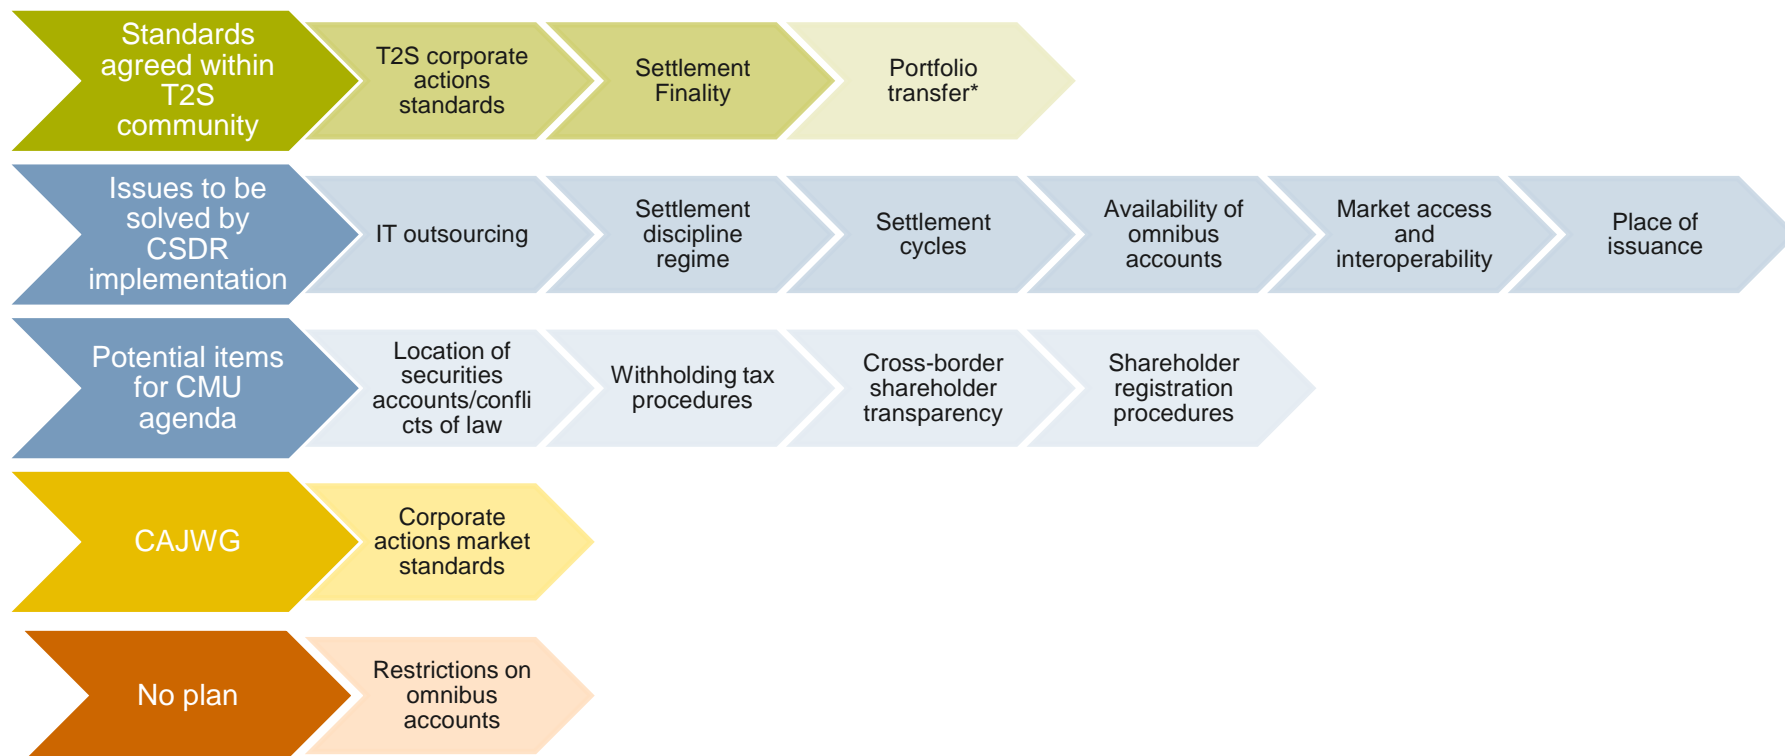 Standards
agreed within
T2S
community
T2S corporate
actions
standards
Settlement
Finality
Portfolio
transfer*
Issues to be
solved by
CSDR
implementation
IT outsourcing
Settlement
discipline
regime
Settlement
cycles
Availability of
omnibus
accounts
Market access
and
interoperability
Place of
issuance
Potential items
for CMU
agenda
Location of
securities
accounts/confli
cts of law
Withholding tax
procedures
Cross-border
shareholder
transparency
Shareholder
registration
procedures
CAJWG
Corporate
actions market
standards
No plan
Restrictions on
omnibus
accounts